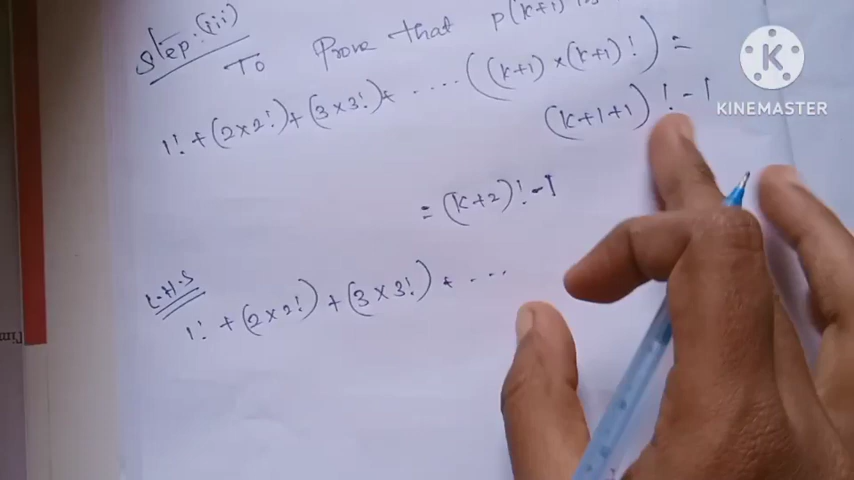 Step:(iii)
To Prove that P(k+1) is
1! + (2×2!) + (3×3!) + .... ((k+1)×(k+1)!) =
(k+1+1)! - 1
= (k+2)! - 1
L.H.S
1! + (2×2!) + (3×3!) + ...
K
KINEMASTER